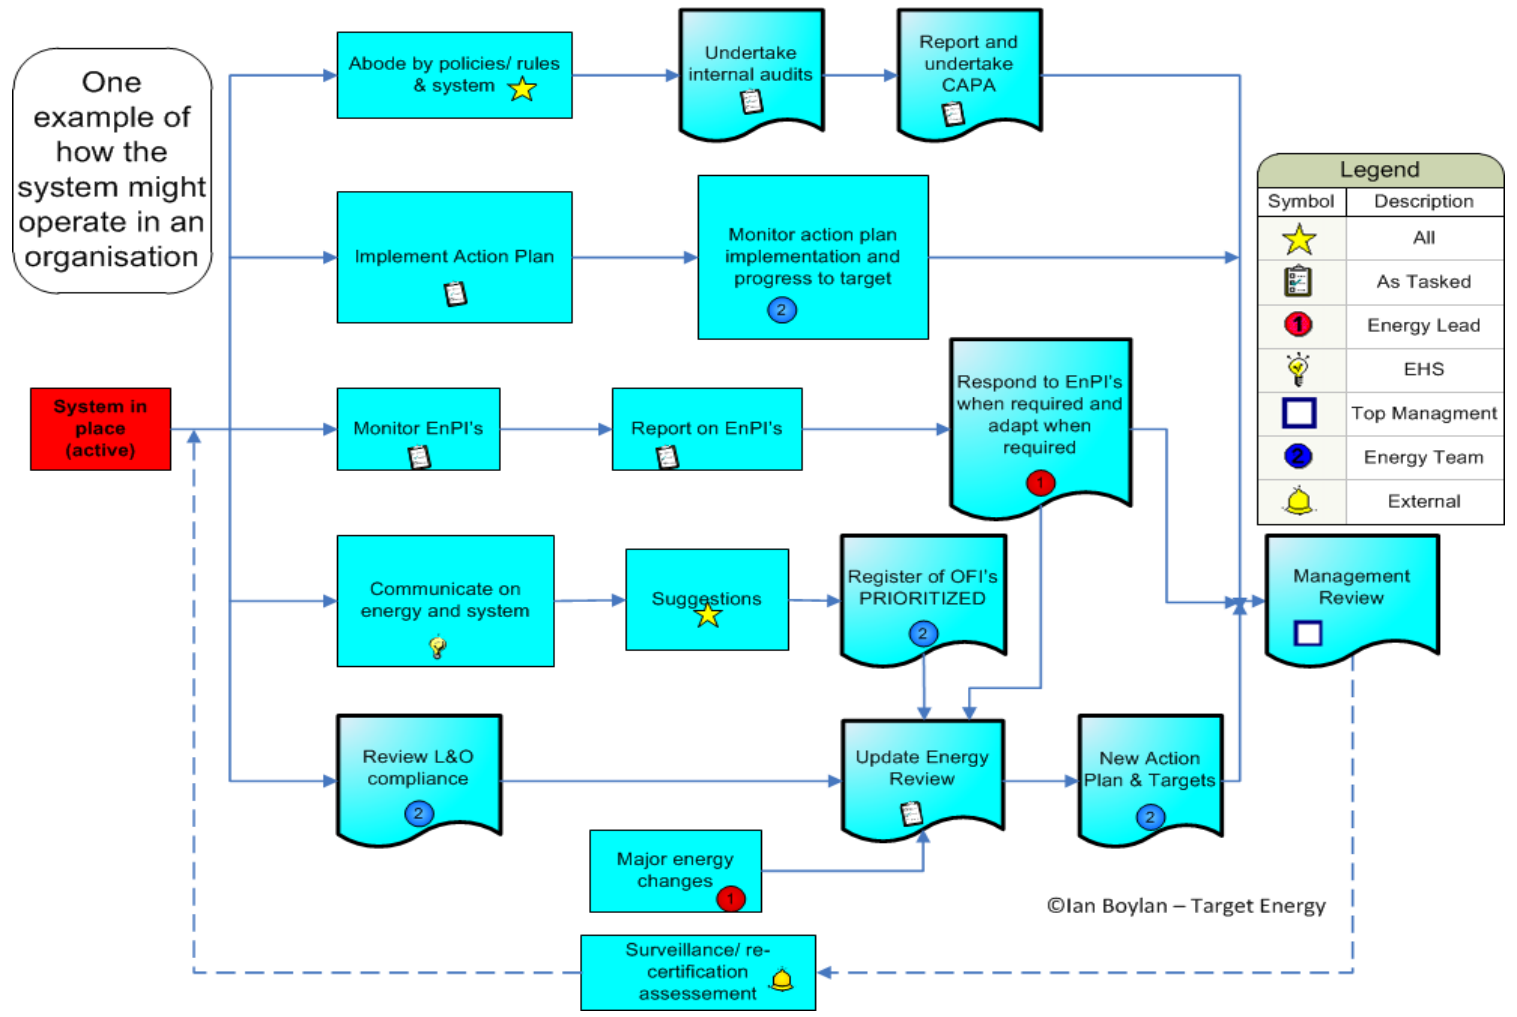 One
example of
how the
system might
operate in an
organisation
Abode by policies/ rules
& system
Undertake
internal audits
Report and
undertake
CAPA
Legend
Symbol
Description
All
As Tasked
1
Energy Lead
EHS
Top Managment
2
Energy Team
External
Implement Action Plan
Monitor action plan
implementation and
progress to target
2
System in
place
(active)
Monitor EnPI's
Report on EnPI's
Respond to EnPI's
when required and
adapt when
required
1
Communicate on
energy and system
Suggestions
Register of OFI's
PRIORITIZED
2
Management
Review
Review L&O
compliance
2
Update Energy
Review
New Action
Plan & Targets
2
Major energy
changes
1
©Ian Boylan – Target Energy
Surveillance/ re-
certification
assessement